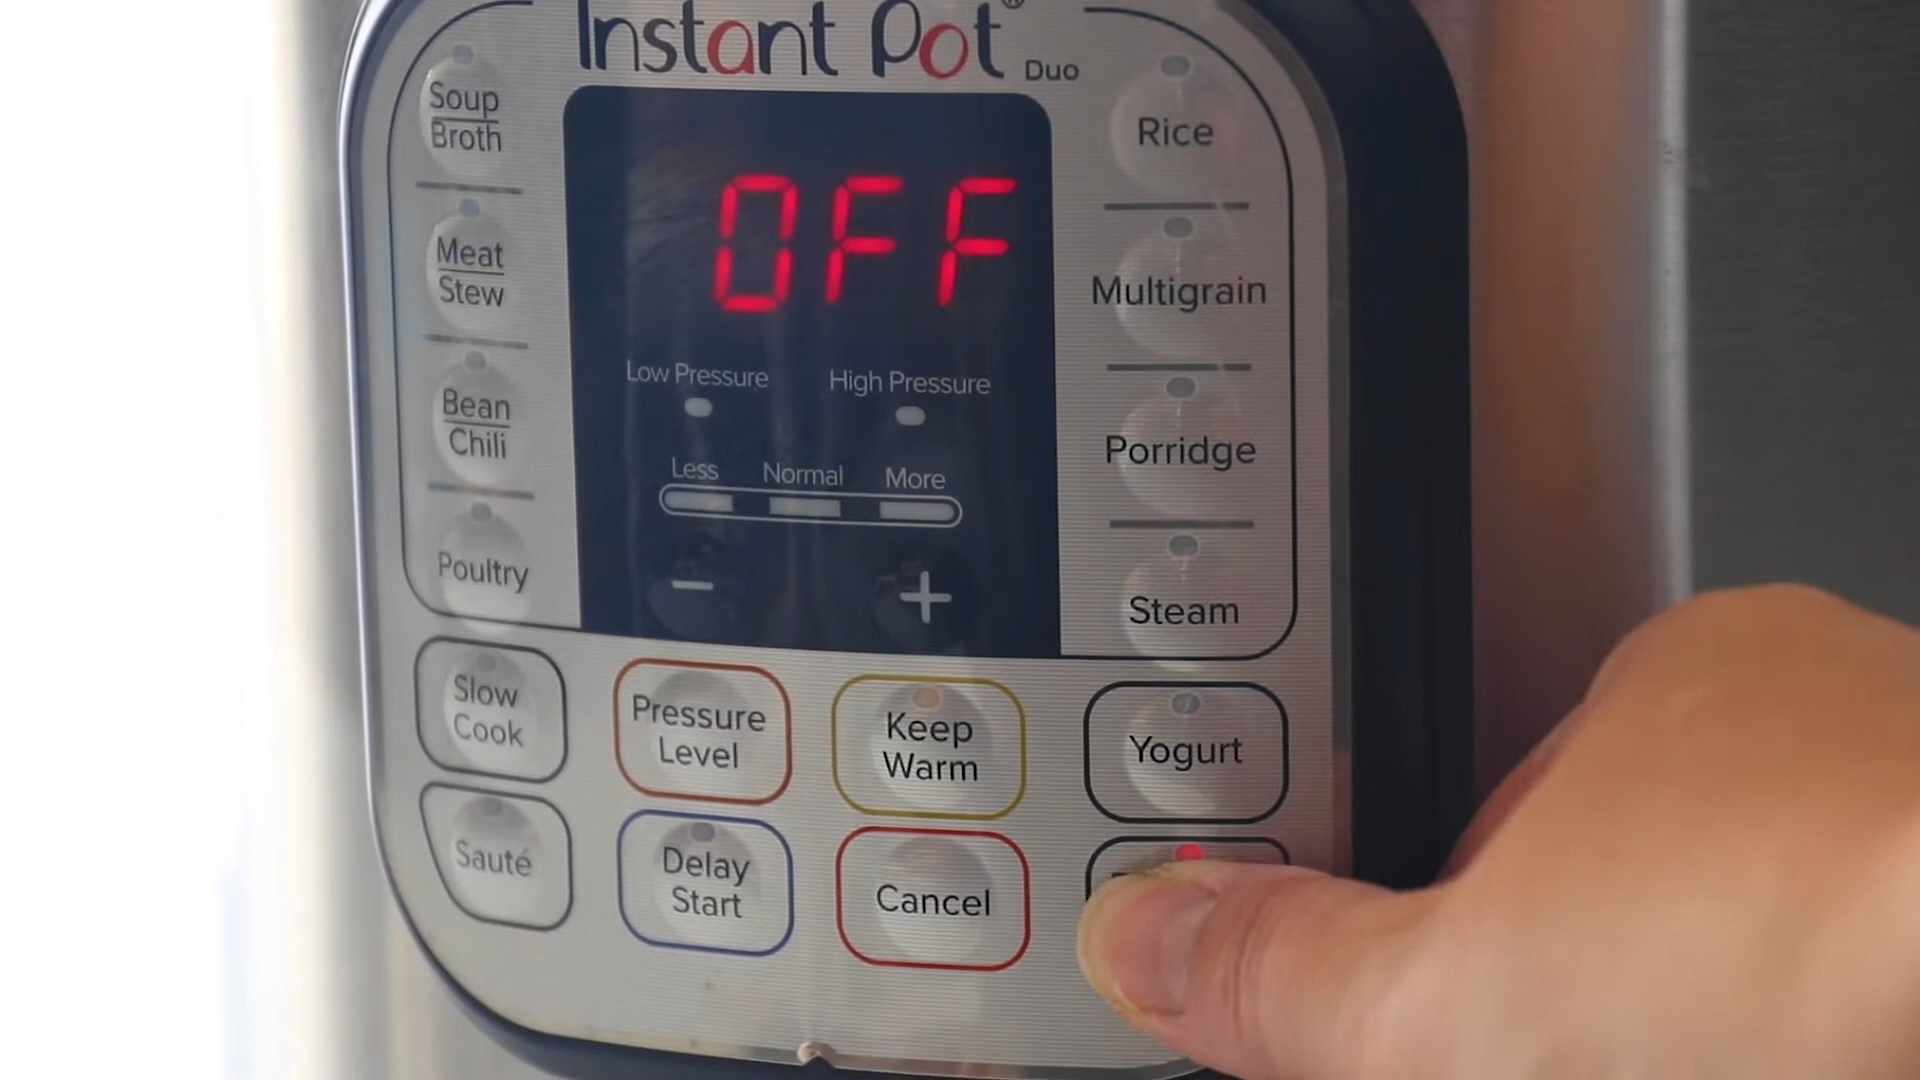 Instant Pot® Duo
Soup
Broth
Meat
Stew
Bean
Chili
Poultry
OFF
Low Pressure High Pressure
Less Normal More
− +
Rice
Multigrain
Porridge
Steam
Slow
Cook
Pressure
Level
Keep
Warm
Yogurt
Sauté
Delay
Start
Cancel